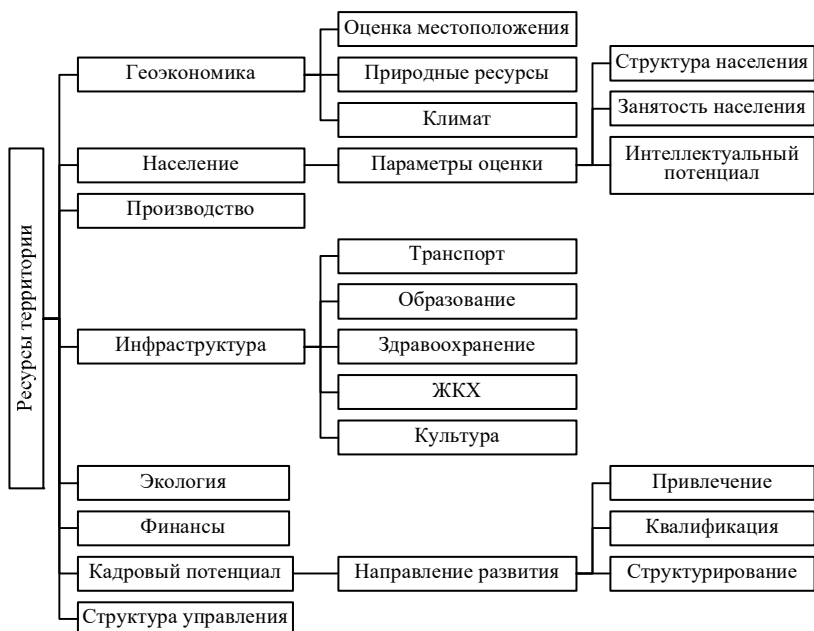 Ресурсы территории
Геоэкономика
Оценка местоположения
Природные ресурсы
Климат
Население
Параметры оценки
Структура населения
Занятость населения
Интеллектуальный
потенциал
Производство
Инфраструктура
Транспорт
Образование
Здравоохранение
ЖКХ
Культура
Экология
Финансы
Кадровый потенциал
Направление развития
Привлечение
Квалификация
Структурирование
Структура управления